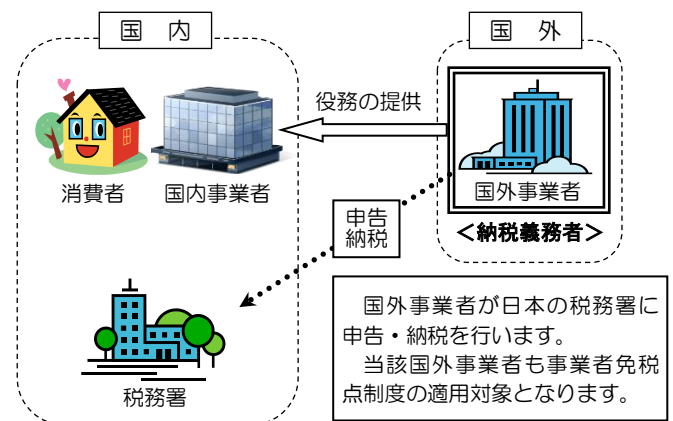 国 内
国 外
役務の提供
消費者
国内事業者
国外事業者
＜納税義務者＞
申告
納税
税務署
国外事業者が日本の税務署に
申告・納税を行います。
当該国外事業者も事業者免税
点制度の適用対象となります。